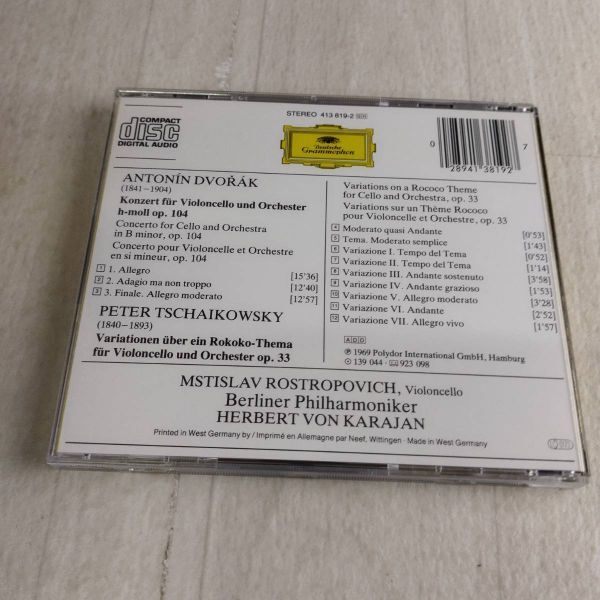 COMPACT
disc
DIGITAL AUDIO
STEREO 413 819-2 GH
Deutsche
Grammophon
0 28941 38192 7
ANTONÍN DVOŘÁK
(1841–1904)
Konzert für Violoncello und Orchester
h-moll op. 104
Concerto for Cello and Orchestra
in B minor, op. 104
Concerto pour Violoncelle et Orchestre
en si mineur, op. 104
1 1. Allegro [15'36]
2 2. Adagio ma non troppo [12'40]
3 3. Finale. Allegro moderato [12'57]
PETER TSCHAIKOWSKY
(1840–1893)
Variationen über ein Rokoko-Thema
für Violoncello und Orchester op. 33
Variations on a Rococo Theme
for Cello and Orchestra, op. 33
Variations sur un Thème Rococo
pour Violoncelle et Orchestre, op. 33
4 Moderato quasi Andante [0'53]
5 Tema. Moderato semplice [1'43]
6 Variazione I. Tempo del Tema [0'52]
7 Variazione II. Tempo del Tema [1'14]
8 Variazione III. Andante sostenuto [3'58]
9 Variazione IV. Andante grazioso [1'53]
10 Variazione V. Allegro moderato [3'28]
11 Variazione VI. Andante [2'52]
12 Variazione VII. Allegro vivo [1'57]
ADD
℗ 1969 Polydor International GmbH, Hamburg
139 044 · 923 098
MSTISLAV ROSTROPOVICH, Violoncello
Berliner Philharmoniker
HERBERT VON KARAJAN
Printed in West Germany by / Imprimé en Allemagne par Neef, Wittingen · Made in West Germany